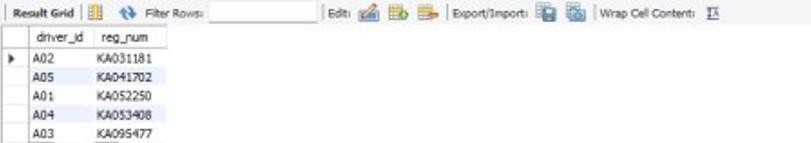 Result Grid Filter Rows: Edit: Export/Import: Wrap Cell Content: IA
driver_id reg_num
A02 KA031181
A05 KA041702
A01 KA052250
A04 KA053408
A03 KA095477